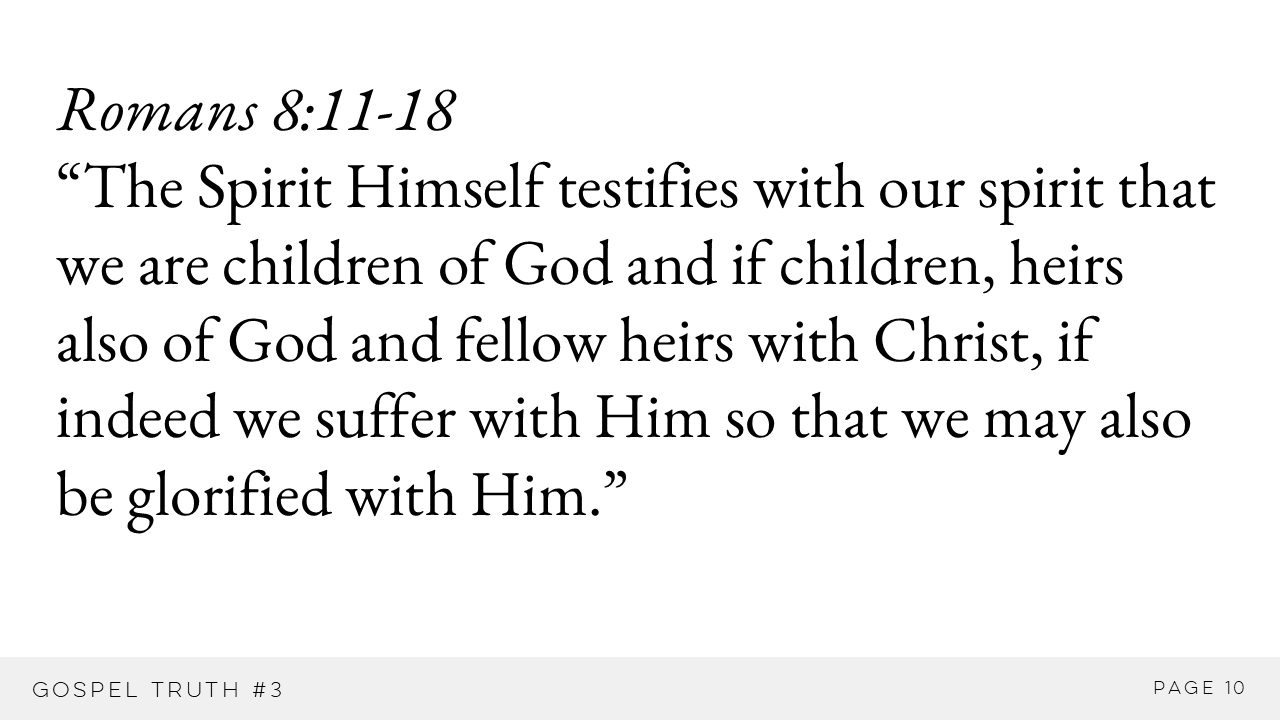 Romans 8:11-18
“The Spirit Himself testifies with our spirit that
we are children of God and if children, heirs
also of God and fellow heirs with Christ, if
indeed we suffer with Him so that we may also
be glorified with Him.”
GOSPEL TRUTH #3
PAGE 10